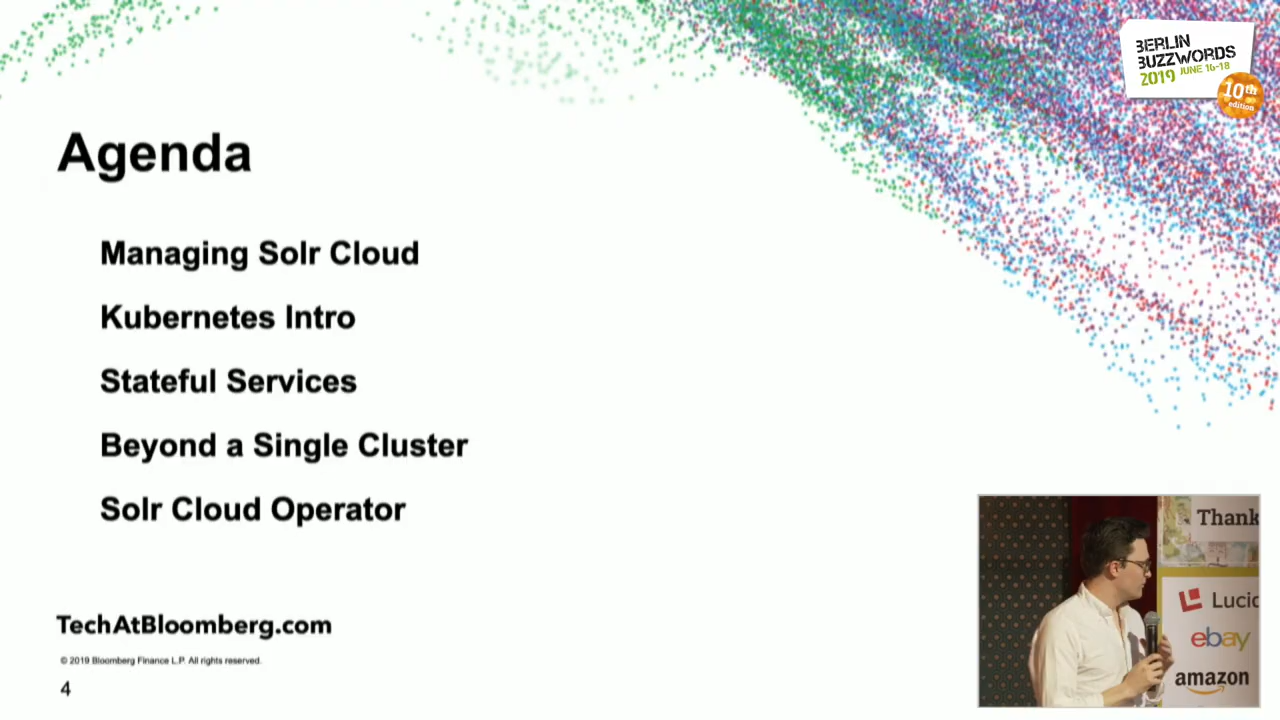 BERLIN
BUZZWORDS
2019 JUNE 16-18
10th
edition
Agenda
Managing Solr Cloud
Kubernetes Intro
Stateful Services
Beyond a Single Cluster
Solr Cloud Operator
TechAtBloomberg.com
© 2019 Bloomberg Finance L.P. All rights reserved.
4
Thank
Lucid
ebay
amazon